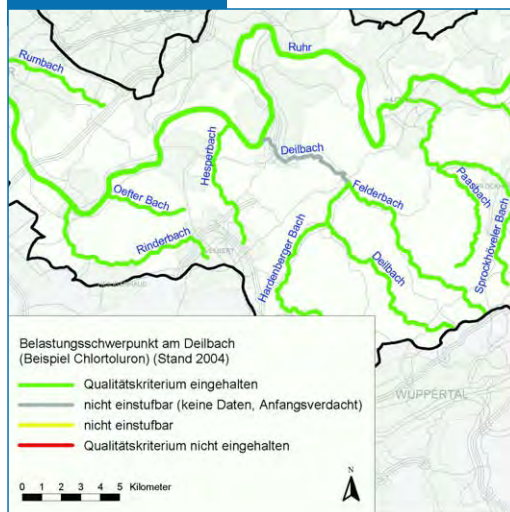 Ruhr
Rumbach
Deilbach
Hesperbach
Oefter Bach
Felderbach
Paasbach
Rinderbach
Hardenberger Bach
Deilbach
Sprockhöveler Bach
WUPPERTAL
Belastungsschwerpunkt am Deilbach
(Beispiel Chlortoluron) (Stand 2004)
Qualitätskriterium eingehalten
nicht einstufbar (keine Daten, Anfangsverdacht)
nicht einstufbar
Qualitätskriterium nicht eingehalten
0 1 2 3 4 5 Kilometer
N